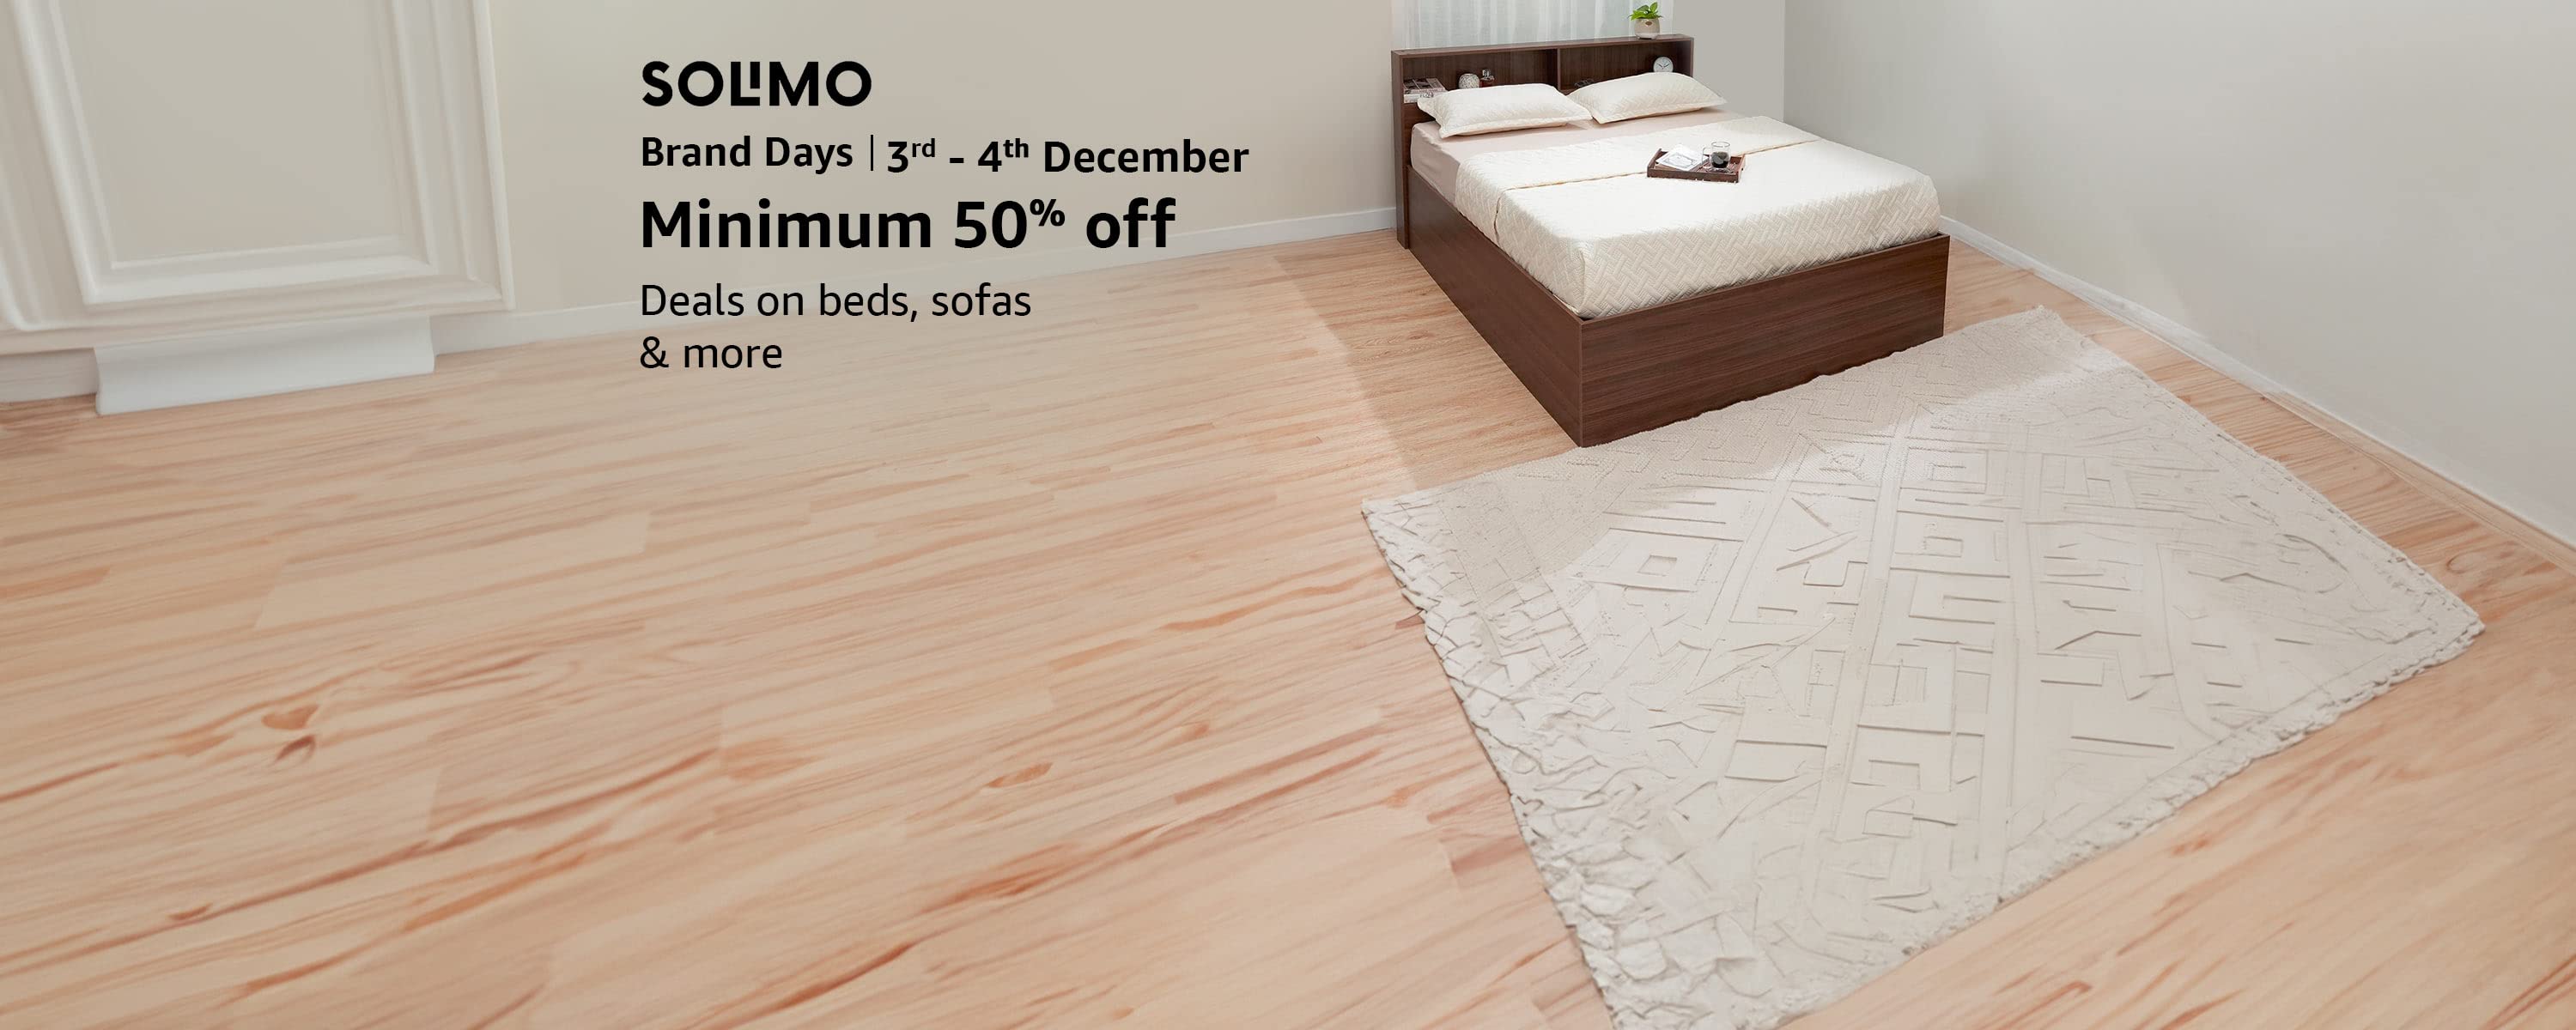 SOLIMO
Brand Days | 3rd - 4th December
Minimum 50% off
Deals on beds, sofas
& more